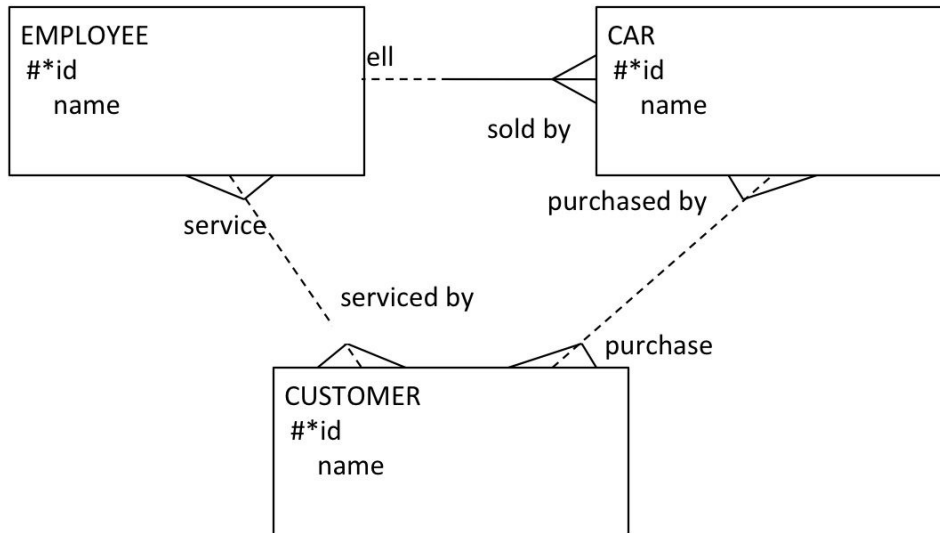 EMPLOYEE
#*id
name
ell
sold by
CAR
#*id
name
service
purchased by
serviced by
purchase
CUSTOMER
#*id
name